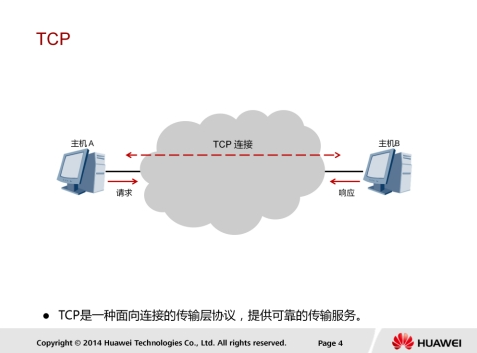 TCP
主机A
TCP 连接
主机B
请求
响应
● TCP是一种面向连接的传输层协议，提供可靠的传输服务。
Copyright © 2014 Huawei Technologies Co., Ltd. All rights reserved.
Page 4
HUAWEI